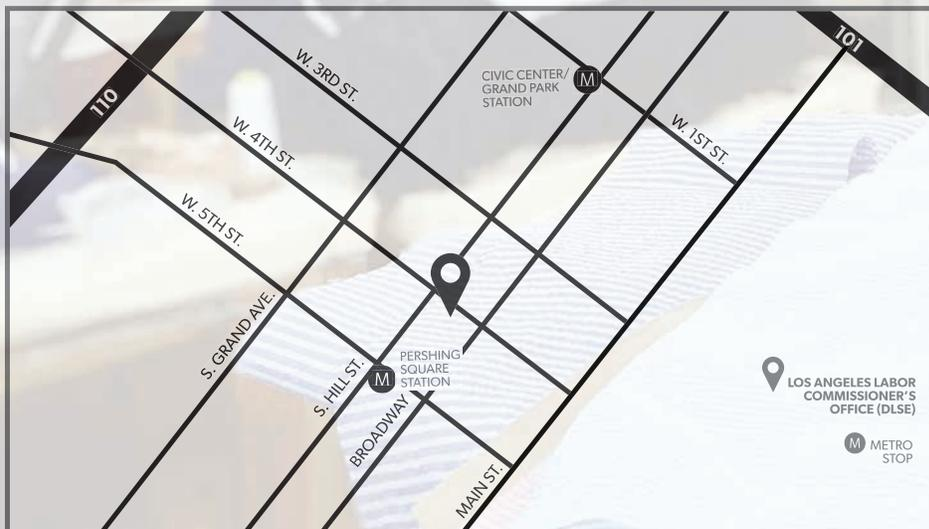 101
W. 3RD ST.
CIVIC CENTER/
GRAND PARK
STATION
M
110
W. 4TH ST.
W. 1ST ST.
W. 5TH ST.
S. GRAND AVE.
PERSHING
SQUARE
STATION
M
S. HILL ST.
BROADWAY
MAIN ST.
LOS ANGELES LABOR
COMMISSIONER'S
OFFICE (DLSE)
M METRO
STOP